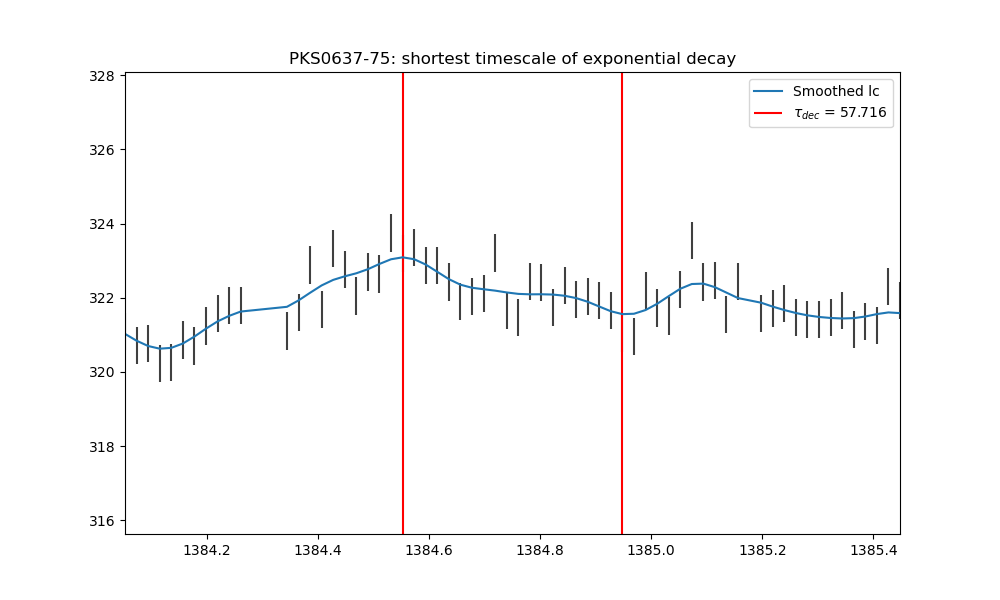 PKS0637-75: shortest timescale of exponential decay
328
326
324
322
320
318
316
Smoothed lc
τ_dec = 57.716
1384.2 1384.4 1384.6 1384.8 1385.0 1385.2 1385.4